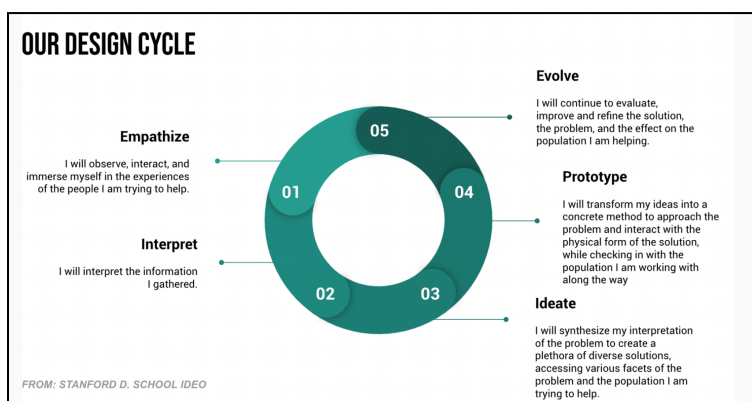 OUR DESIGN CYCLE
Empathize
I will observe, interact, and
immerse myself in the experiences
of the people I am trying to help.
01
Interpret
I will interpret the information
I gathered.
02
Ideate
I will synthesize my interpretation
of the problem to create a
plethora of diverse solutions,
accessing various facets of the
problem and the population I am
trying to help.
03
Prototype
I will transform my ideas into a
concrete method to approach the
problem and interact with the
physical form of the solution,
while checking in with the
population I am working with
along the way
04
Evolve
I will continue to evaluate,
improve and refine the solution,
the problem, and the effect on the
population I am helping.
05
FROM: STANFORD D. SCHOOL IDEO